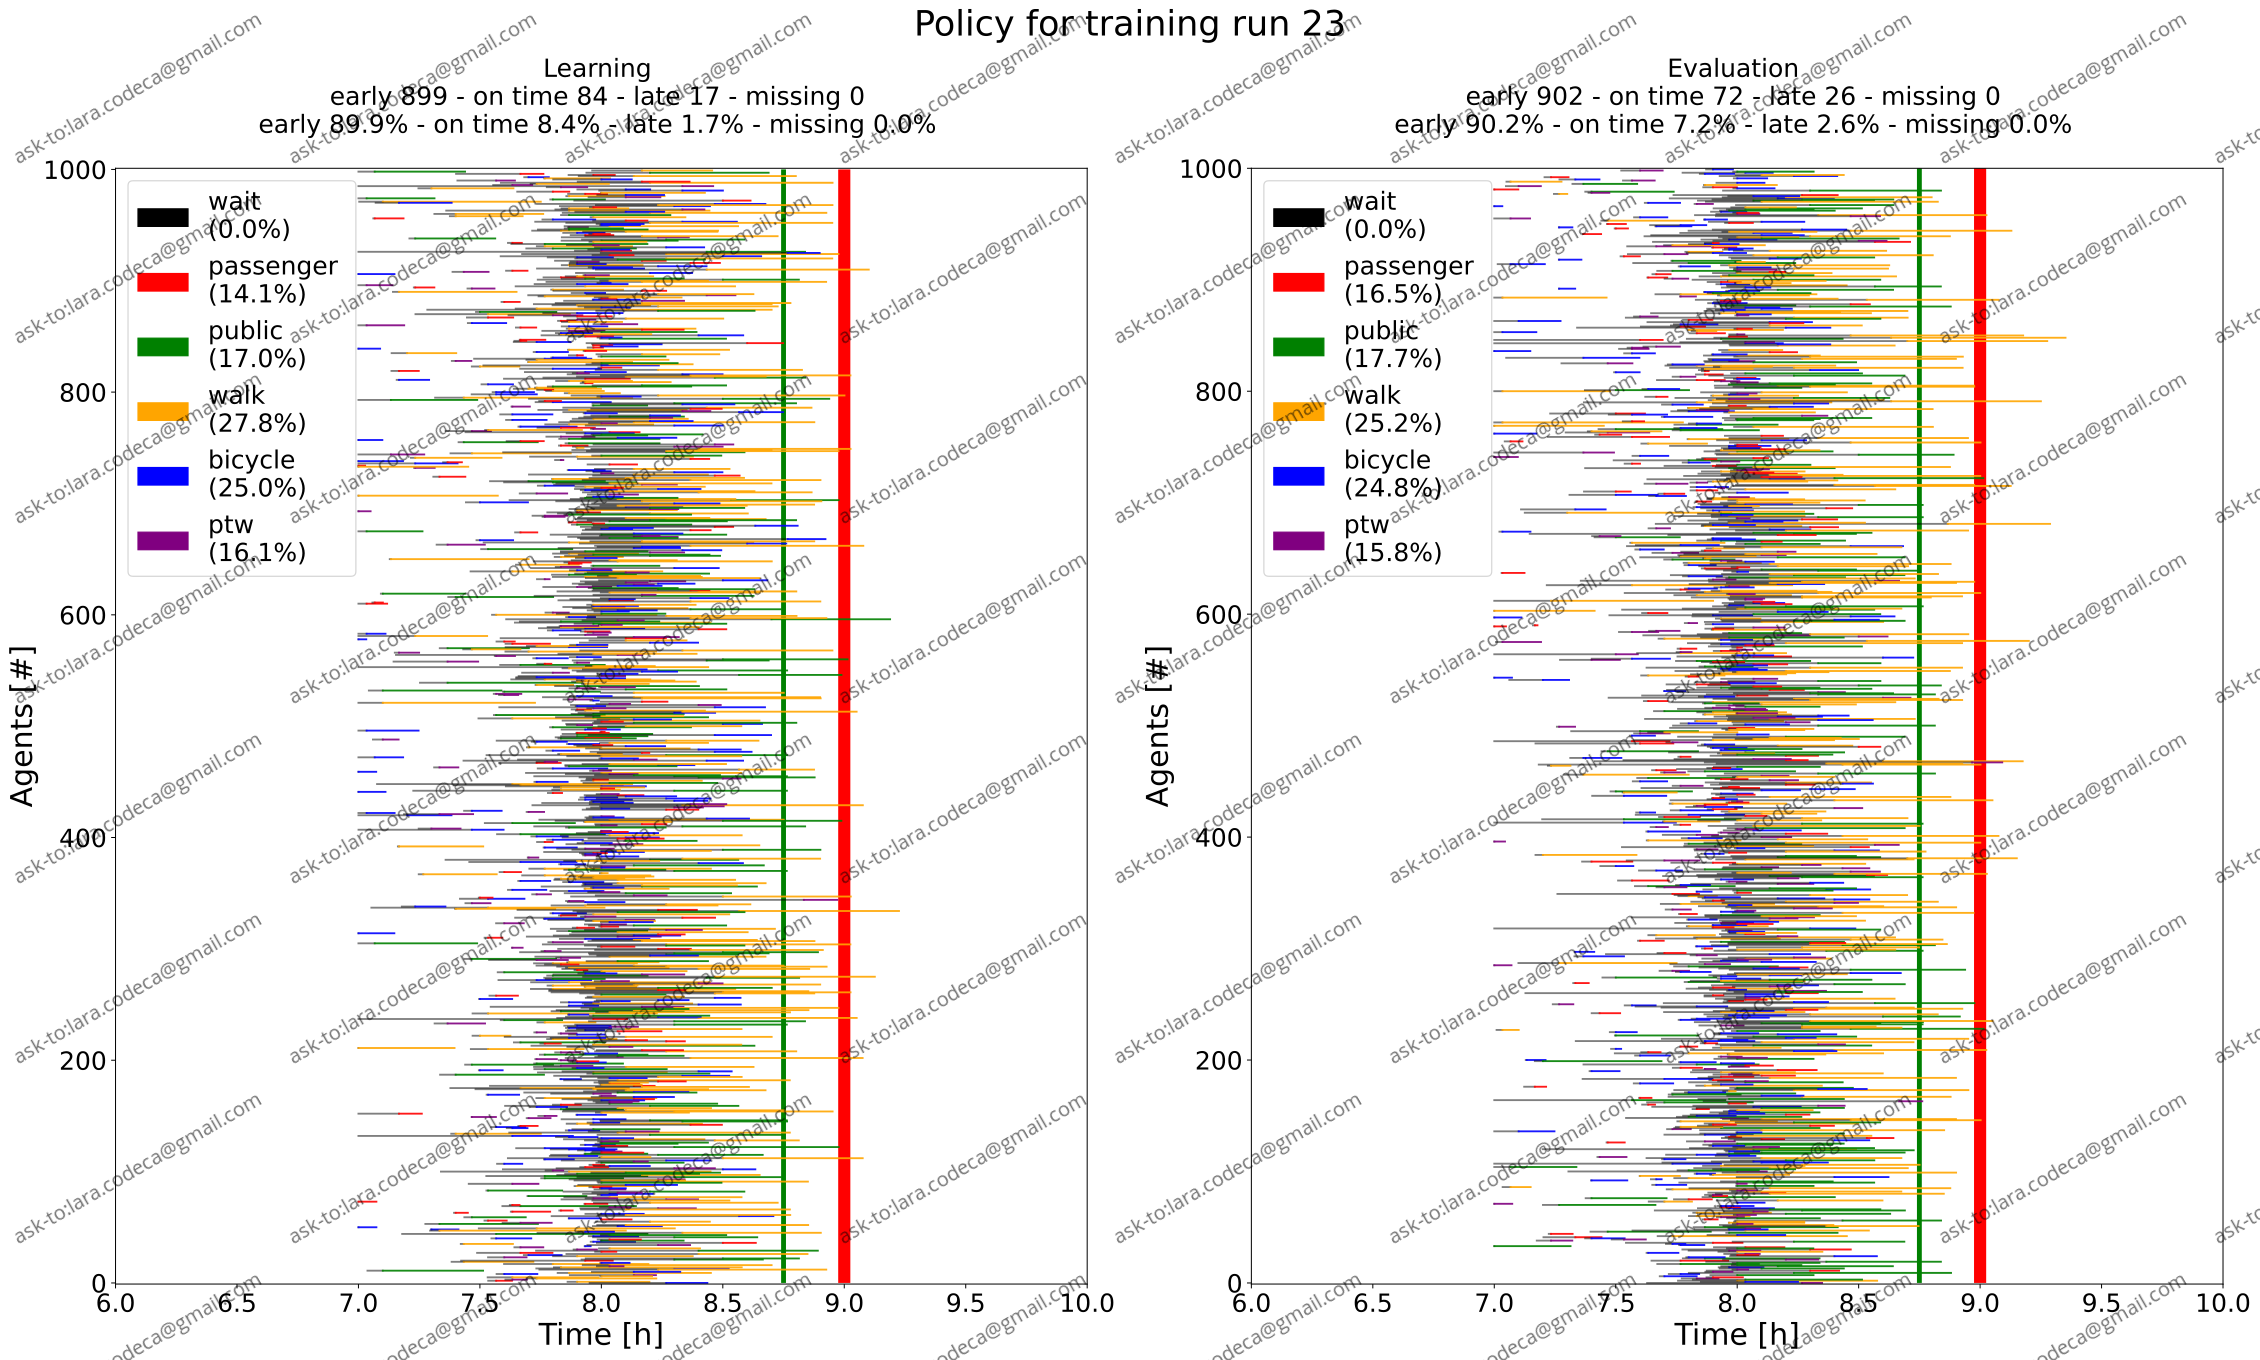 Policy for training run 23
Learning
early 899 - on time 84 - late 17 - missing 0
early 89.9% - on time 8.4% - late 1.7% - missing 0.0%
1000
800
600
400
200
0
Agents [#]
wait
(0.0%)
passenger
(14.1%)
public
(17.0%)
walk
(27.8%)
bicycle
(25.0%)
ptw
(16.1%)
6.0 6.5 7.0 7.5 8.0 8.5 9.0 9.5 10.0
Time [h]
Evaluation
early 902 - on time 72 - late 26 - missing 0
early 90.2% - on time 7.2% - late 2.6% - missing 0.0%
1000
800
600
400
200
0
Agents [#]
wait
(0.0%)
passenger
(16.5%)
public
(17.7%)
walk
(25.2%)
bicycle
(24.8%)
ptw
(15.8%)
6.0 6.5 7.0 7.5 8.0 8.5 9.0 9.5 10.0
Time [h]
ask-to:lara.codeca@gmail.com